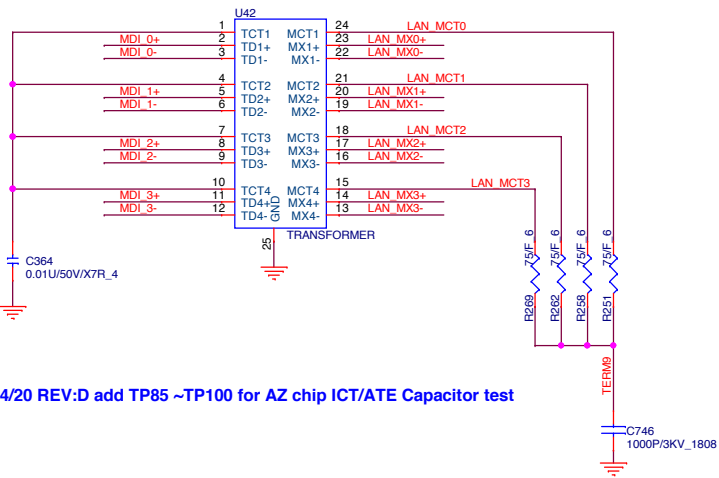 U42
1 TCT1 MCT1 24 LAN_MCT0
MDI_0+ 2 TD1+ MX1+ 23 LAN_MX0+
MDI_0- 3 TD1- MX1- 22 LAN_MX0-
4 TCT2 MCT2 21 LAN_MCT1
MDI_1+ 5 TD2+ MX2+ 20 LAN_MX1+
MDI_1- 6 TD2- MX2- 19 LAN_MX1-
7 TCT3 MCT3 18 LAN_MCT2
MDI_2+ 8 TD3+ MX3+ 17 LAN_MX2+
MDI_2- 9 TD3- MX3- 16 LAN_MX2-
10 TCT4 MCT4 15 LAN_MCT3
MDI_3+ 11 TD4+ MX4+ 14 LAN_MX3+
MDI_3- 12 TD4- MX4- 13 LAN_MX3-
GND
25
TRANSFORMER
C364
0.01U/50V/X7R_4
R269 75/F_6
R262 75/F_6
R258 75/F_6
R251 75/F_6
TERM9
4/20 REV:D add TP85 ~TP100 for AZ chip ICT/ATE Capacitor test
C746
1000P/3KV_1808